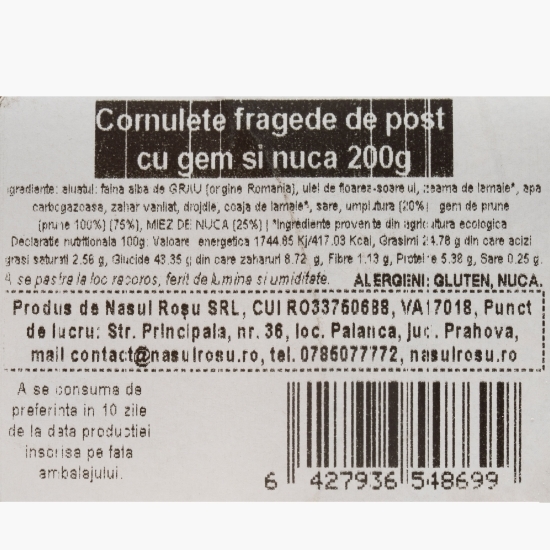 Cornulete fragede de post
cu gem si nuca 200g
Ingrediente: aluatul: faina alba de GRAU (orgine Romania), ulei de floarea-soarelui, zeama de lamaie*, apa
carbogazoasa, zahar vanilat, drojdie, coaja de lamaie*, sare, umplutura (20%) gem de prune
(prune 100%) (75%), MIEZ DE NUCA (25%) | *Ingrediente provente din agricultura ecologica
Declaratie nutritionala 100g: Valoare energetica 1744.85 Kj/417.03 Kcal, Grasimi 24.78 g din care acizi
grasi saturati 2.56 g, Glucide 43.35 g din care zaharuri 8.72 g, Fibre 1.13 g, Proteine 5.38 g, Sare 0.25 g.
A se pastra la loc racoros, ferit de lumina si umiditate. ALERGENI: GLUTEN, NUCA.
Produs de Nasul Roşu SRL, CUI RO33750688, VA17018, Punct
de lucru: Str. Principala, nr. 36, loc. Palanca, jud. Prahova,
mail contact@nasulrosu.ro, tel. 0785077772, nasulrosu.ro
A se consuma de
preferinta in 10 zile
de la data productiei
inscrisa pe fata
ambalajului.
6 427936 548699